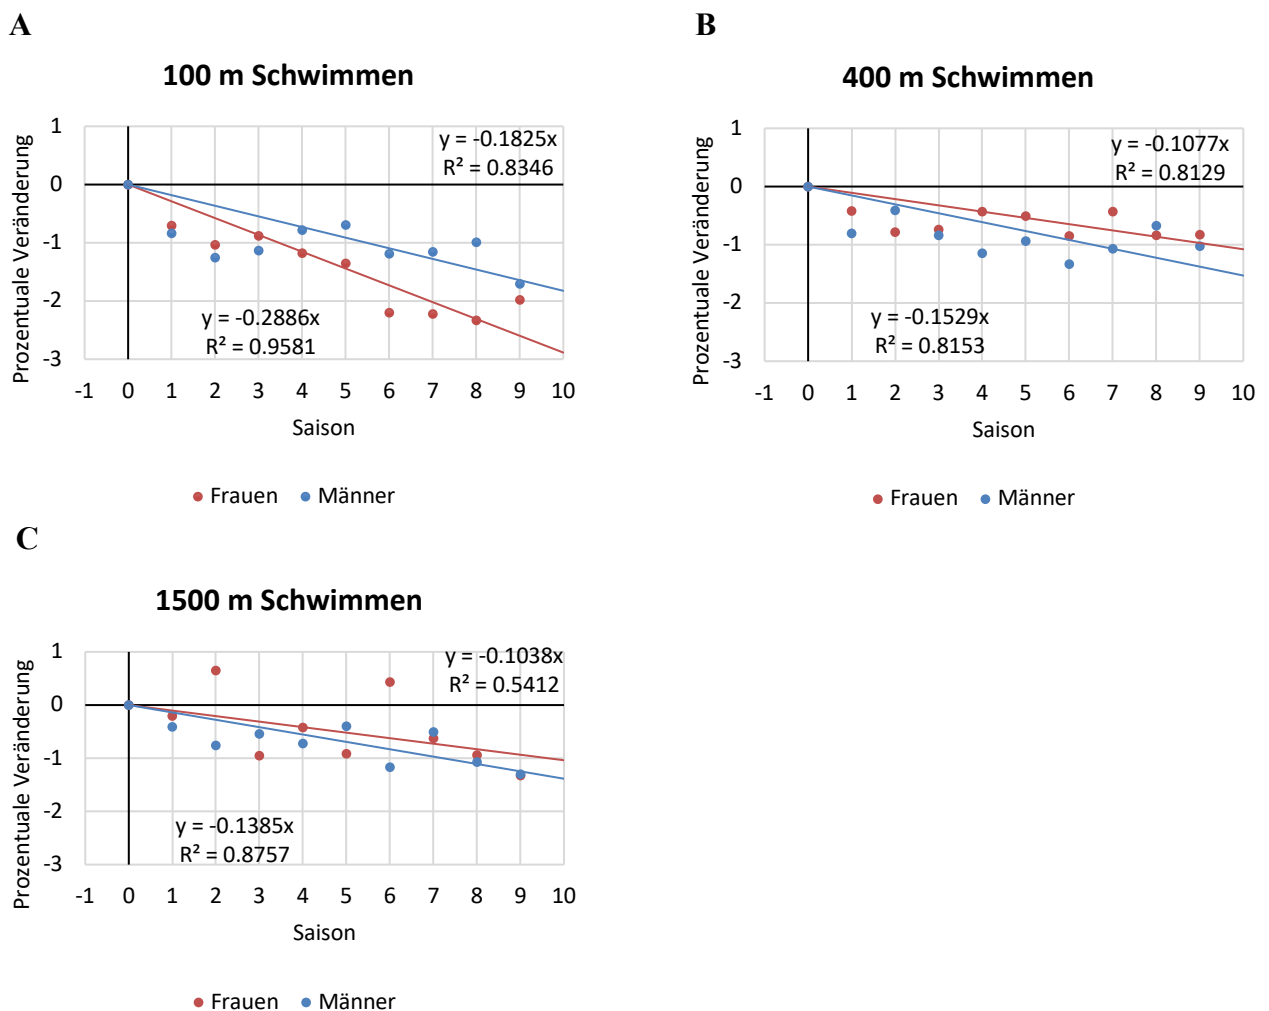 A
100 m Schwimmen
1
0
-1
-2
-3
Prozentuale Veränderung
y = -0.1825x
R² = 0.8346
y = -0.2886x
R² = 0.9581
-1 0 1 2 3 4 5 6 7 8 9 10
Saison
Frauen Männer
B
400 m Schwimmen
1
0
-1
-2
-3
Prozentuale Veränderung
y = -0.1077x
R² = 0.8129
y = -0.1529x
R² = 0.8153
-1 0 1 2 3 4 5 6 7 8 9 10
Saison
Frauen Männer
C
1500 m Schwimmen
1
0
-1
-2
-3
Prozentuale Veränderung
y = -0.1038x
R² = 0.5412
y = -0.1385x
R² = 0.8757
-1 0 1 2 3 4 5 6 7 8 9 10
Saison
Frauen Männer